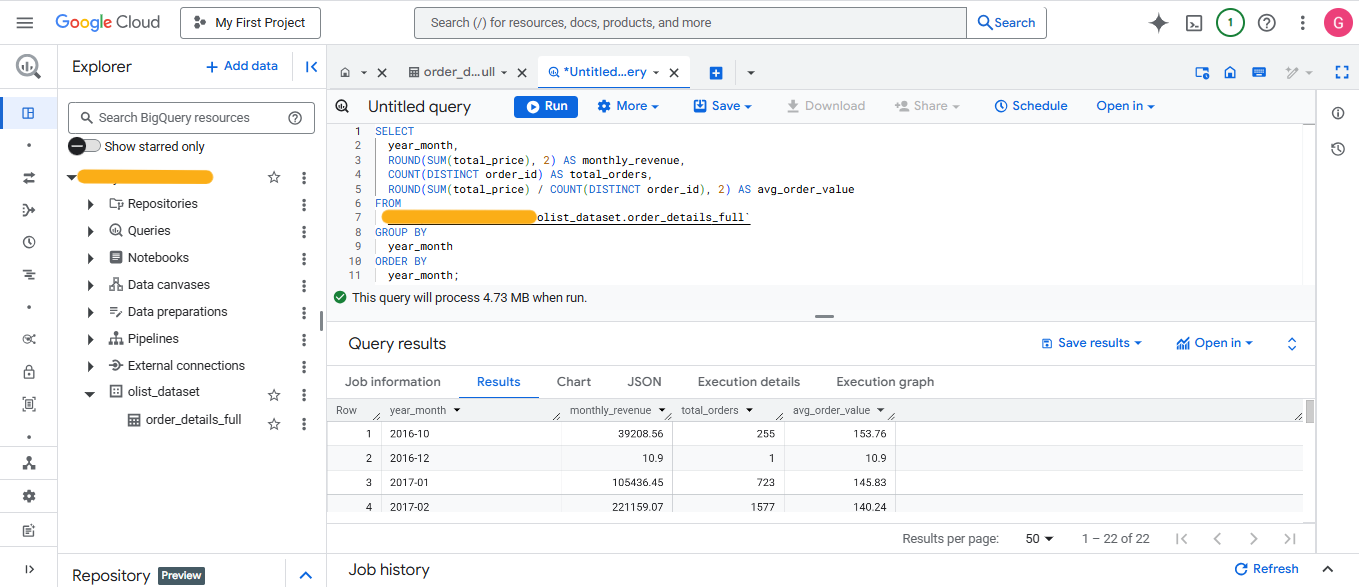 Google Cloud
My First Project
Search (/) for resources, docs, products, and more
Search
1
G
Explorer
Add data
order_d...ull
*Untitled...ery
Search BigQuery resources
Show starred only
Untitled query
Run
More
Save
Download
Share
Schedule
Open in
Repositories
Queries
Notebooks
Data canvases
Data preparations
Pipelines
External connections
olist_dataset
order_details_full
1 SELECT
2 year_month,
3 ROUND(SUM(total_price), 2) AS monthly_revenue,
4 COUNT(DISTINCT order_id) AS total_orders,
5 ROUND(SUM(total_price) / COUNT(DISTINCT order_id), 2) AS avg_order_value
6 FROM
7 olist_dataset.order_details_full`
8 GROUP BY
9 year_month
10 ORDER BY
11 year_month;
This query will process 4.73 MB when run.
Query results
Save results
Open in
Job information
Results
Chart
JSON
Execution details
Execution graph
Row year_month monthly_revenue total_orders avg_order_value
1 2016-10 39208.56 255 153.76
2 2016-12 10.9 1 10.9
3 2017-01 105436.45 723 145.83
4 2017-02 221159.07 1577 140.24
Results per page: 50 1 – 22 of 22
Repository Preview
Job history
Refresh